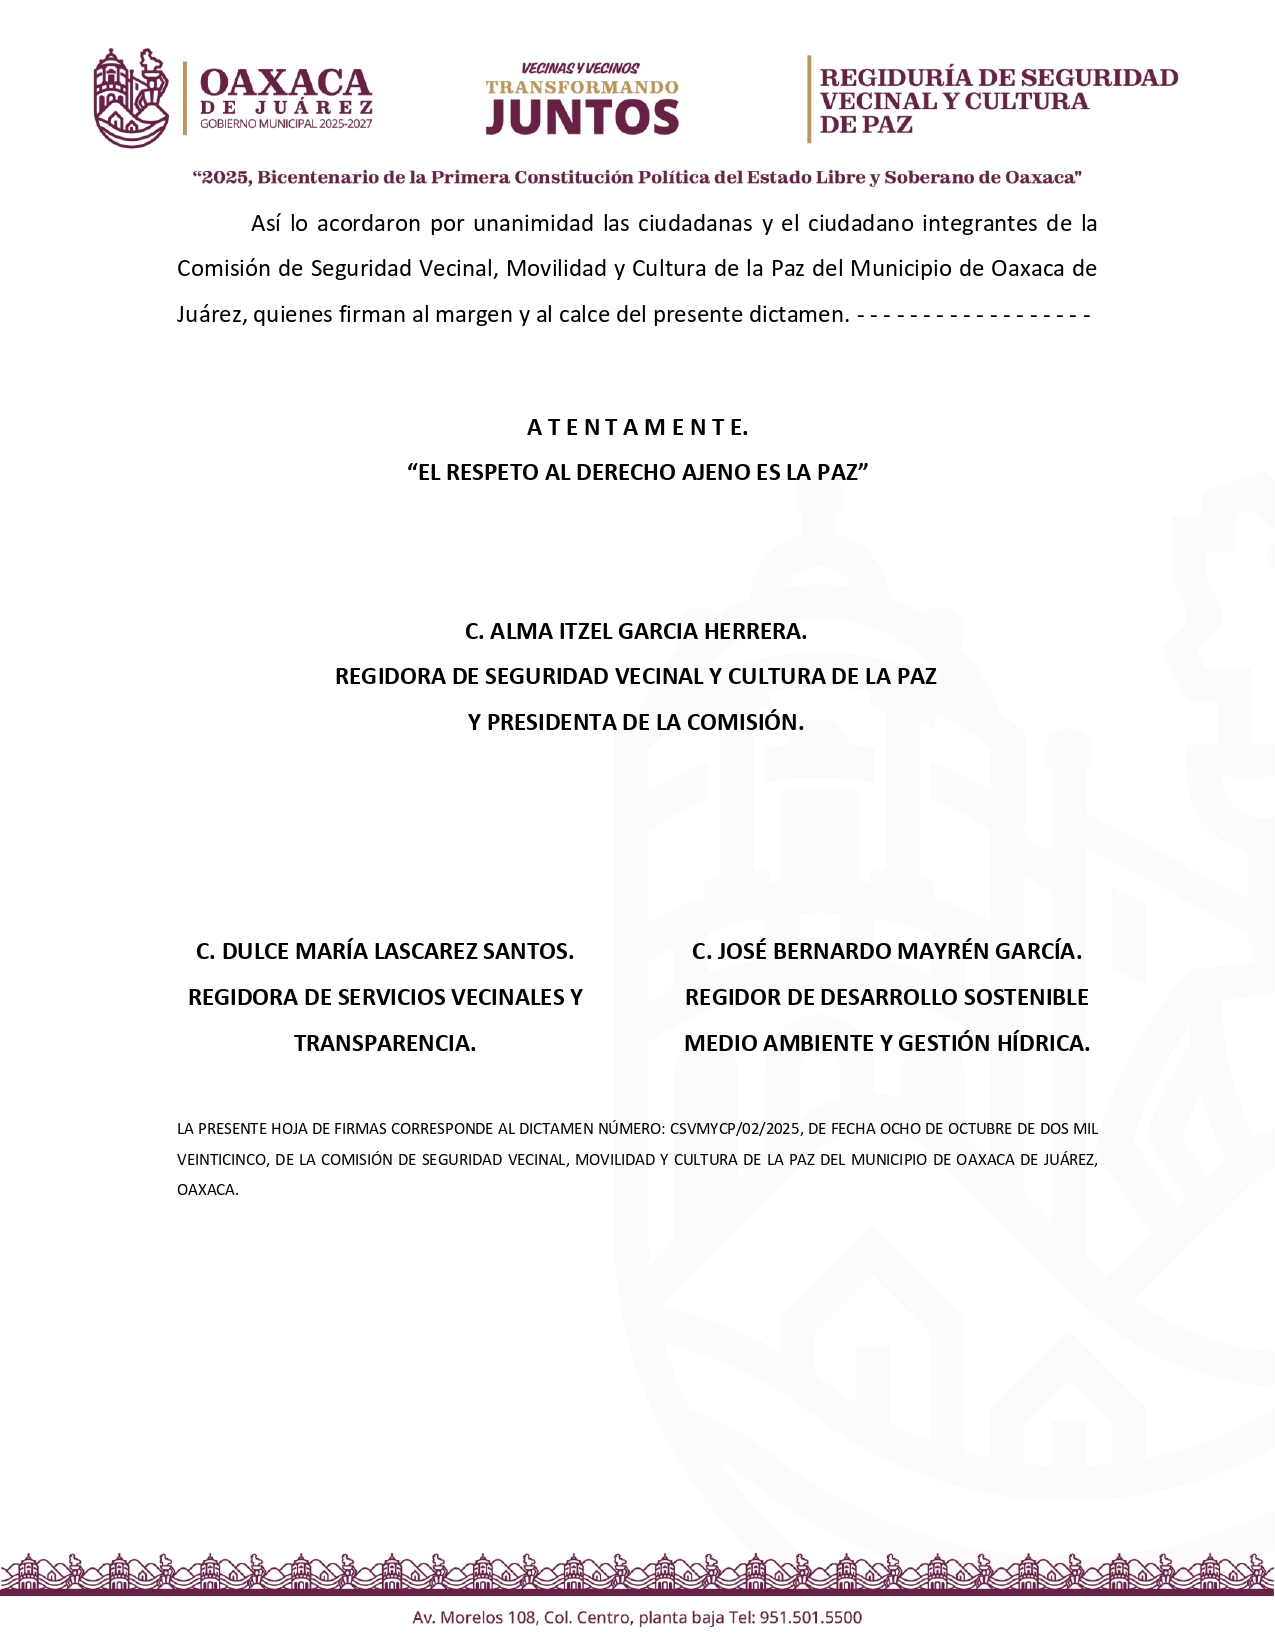 OAXACA
DE JUÁREZ
GOBIERNO MUNICIPAL 2025-2027
VECINAS Y VECINOS
TRANSFORMANDO
JUNTOS
REGIDURÍA DE SEGURIDAD
VECINAL Y CULTURA
DE PAZ
“2025, Bicentenario de la Primera Constitución Política del Estado Libre y Soberano de Oaxaca"
Así lo acordaron por unanimidad las ciudadanas y el ciudadano integrantes de la
Comisión de Seguridad Vecinal, Movilidad y Cultura de la Paz del Municipio de Oaxaca de
Juárez, quienes firman al margen y al calce del presente dictamen. - - - - - - - - - - - - - - - - - -
A T E N T A M E N T E.
“EL RESPETO AL DERECHO AJENO ES LA PAZ”
C. ALMA ITZEL GARCIA HERRERA.
REGIDORA DE SEGURIDAD VECINAL Y CULTURA DE LA PAZ
Y PRESIDENTA DE LA COMISIÓN.
C. DULCE MARÍA LASCAREZ SANTOS.
REGIDORA DE SERVICIOS VECINALES Y
TRANSPARENCIA.
C. JOSÉ BERNARDO MAYRÉN GARCÍA.
REGIDOR DE DESARROLLO SOSTENIBLE
MEDIO AMBIENTE Y GESTIÓN HÍDRICA.
LA PRESENTE HOJA DE FIRMAS CORRESPONDE AL DICTAMEN NÚMERO: CSVMYCP/02/2025, DE FECHA OCHO DE OCTUBRE DE DOS MIL
VEINTICINCO, DE LA COMISIÓN DE SEGURIDAD VECINAL, MOVILIDAD Y CULTURA DE LA PAZ DEL MUNICIPIO DE OAXACA DE JUÁREZ,
OAXACA.
Av. Morelos 108, Col. Centro, planta baja Tel: 951.501.5500